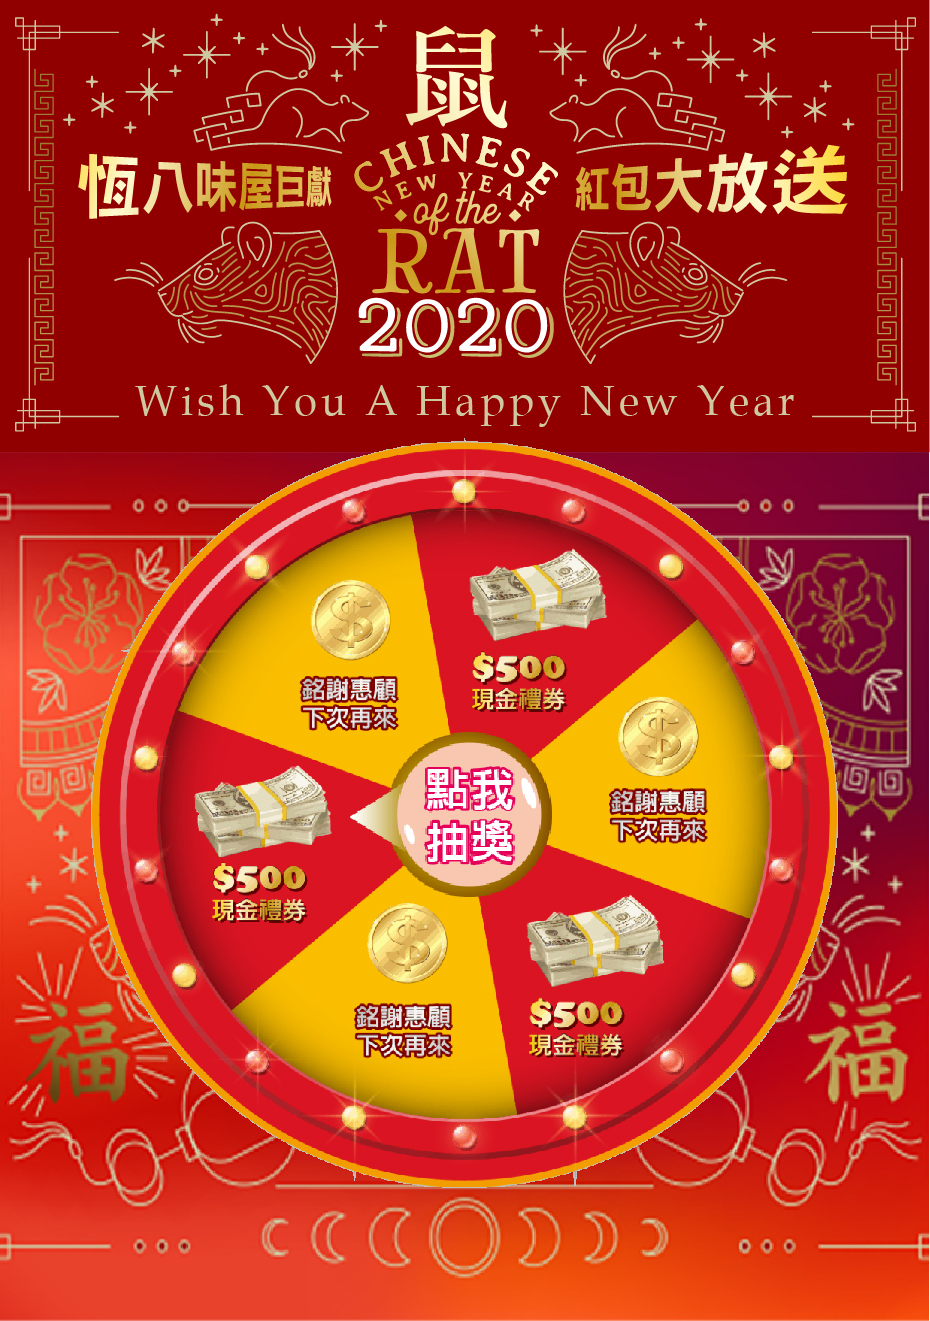 鼠
CHINESE
NEW YEAR
of the
RAT
2020
恆八味屋巨獻
紅包大放送
Wish You A Happy New Year
$500
現金禮券
銘謝惠顧
下次再來
銘謝惠顧
下次再來
點我
抽獎
$500
現金禮券
銘謝惠顧
下次再來
$500
現金禮券
福
福